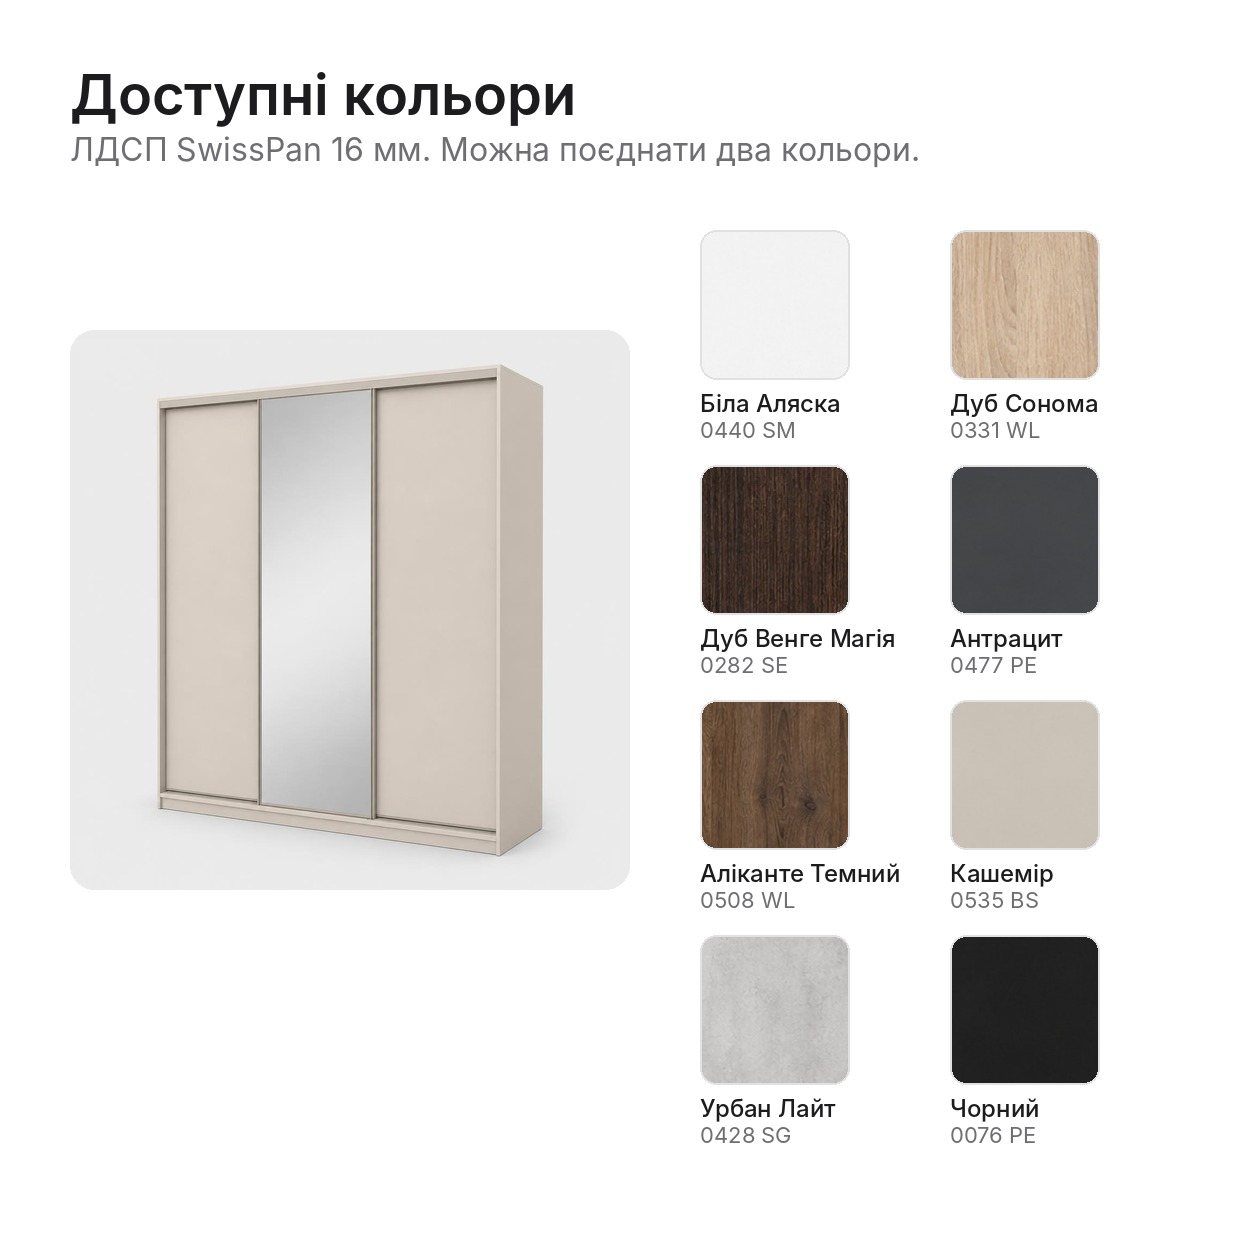 Доступні кольори
ЛДСП SwissPan 16 мм. Можна поєднати два кольори.
Біла Аляска
0440 SM
Дуб Сонома
0331 WL
Дуб Венге Магія
0282 SE
Антрацит
0477 PE
Аліканте Темний
0508 WL
Кашемір
0535 BS
Урбан Лайт
0428 SG
Чорний
0076 PE